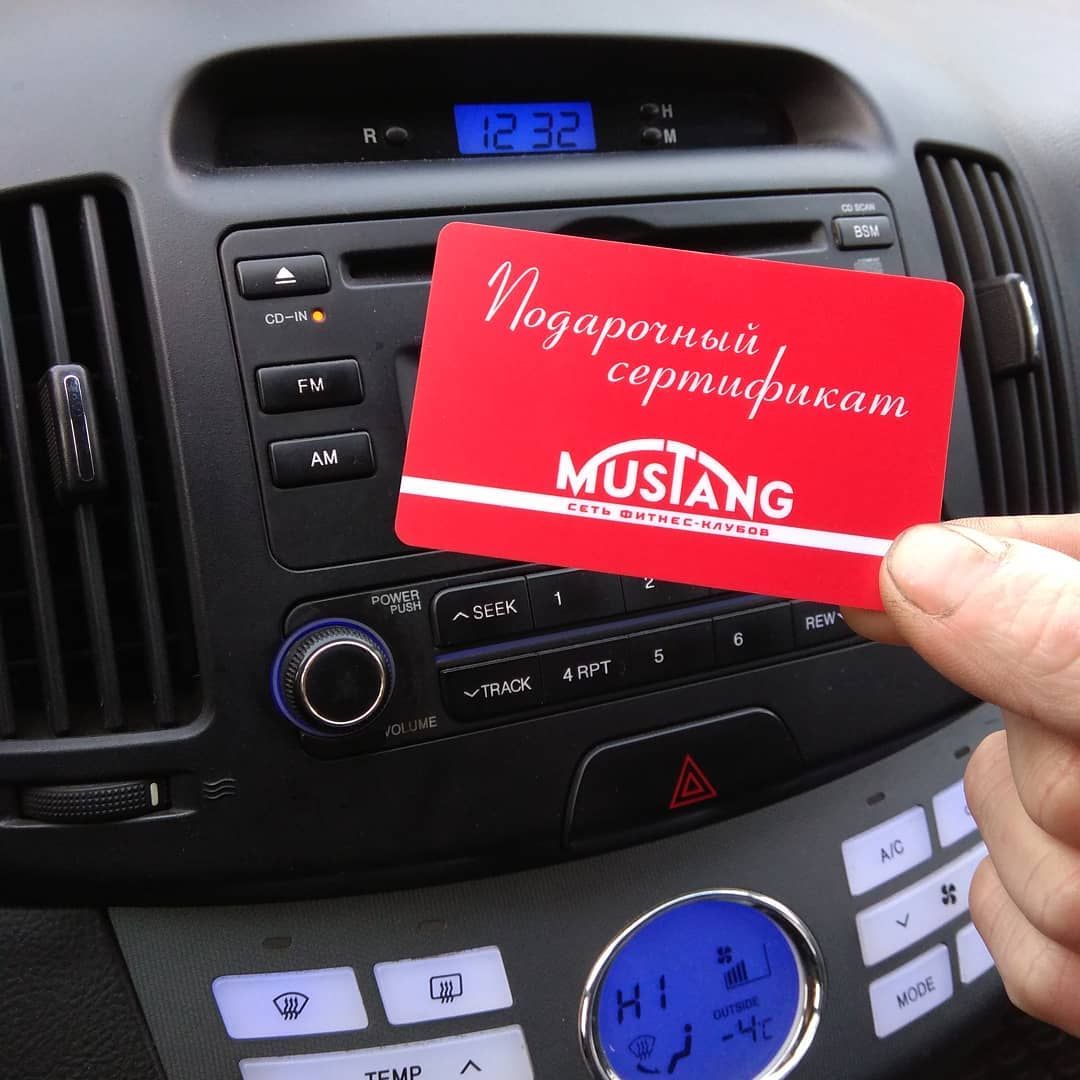 R
12 32
H
M
CD SCAN
BSM
CD-IN
FM
AM
Подарочный
сертификат
MUSTANG
СЕТЬ ФИТНЕС-КЛУБОВ
POWER
PUSH
SEEK
1
2
TRACK
4 RPT
5
6
REW
VOLUME
A/C
MODE
HI
OUTSIDE
-4°C
TEMP